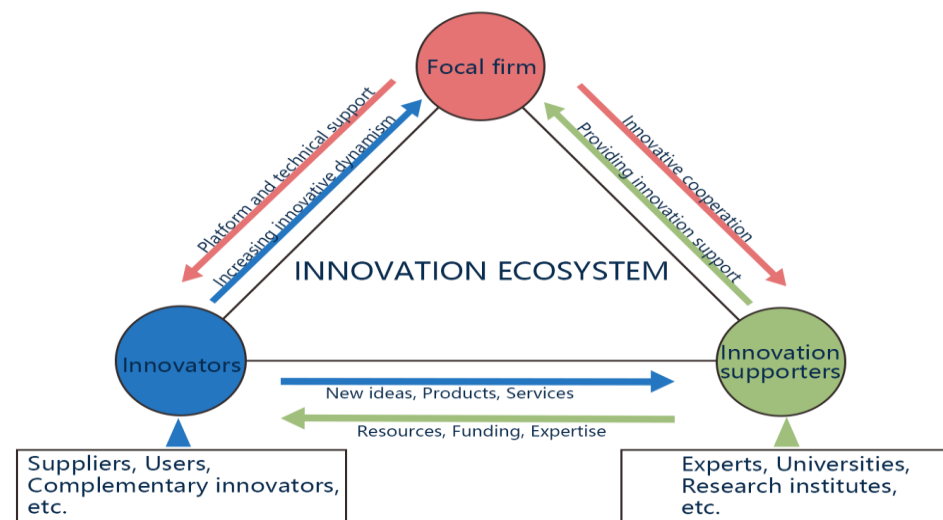 Focal firm
Platform and technical support
Increasing innovative dynamism
Innovative cooperation
Providing innovation support
INNOVATION ECOSYSTEM
Innovators
Innovation
supporters
New ideas, Products, Services
Resources, Funding, Expertise
Suppliers, Users,
Complementary innovators,
etc.
Experts, Universities,
Research institutes,
etc.